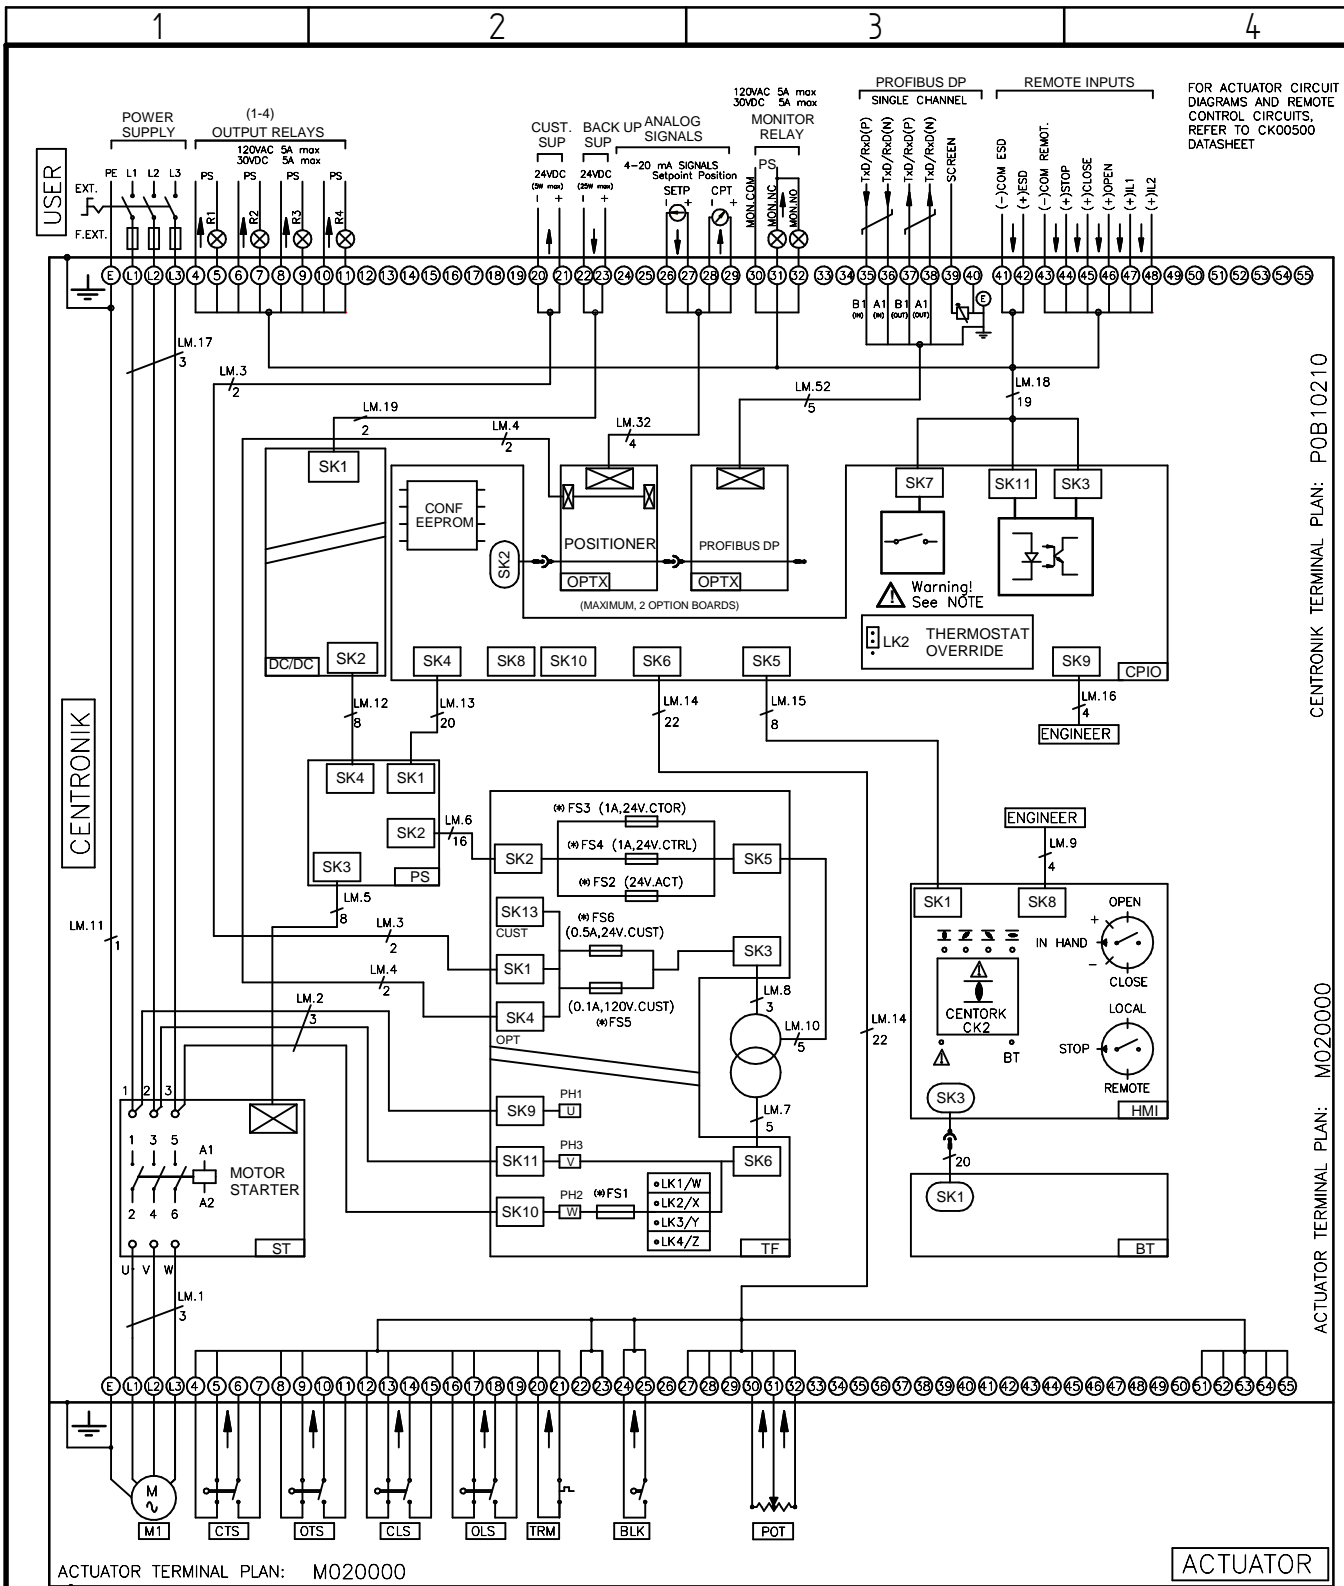 1 2 3 4
FOR ACTUATOR CIRCUIT
DIAGRAMS AND REMOTE
CONTROL CIRCUITS,
REFER TO CK00500
DATASHEET
USER
POWER
SUPPLY
PE L1 L2 L3
EXT.
F.EXT.
(1-4)
OUTPUT RELAYS
120VAC 5A max
30VDC 5A max
PS PS PS PS
R1 R2 R3 R4
CUST.
SUP
24VDC
(5W max)
- +
BACK UP
SUP
24VDC
(25W max)
- +
ANALOG
SIGNALS
4-20 mA SIGNALS
Setpoint Position
SETP CPT
- + - +
120VAC 5A max
30VDC 5A max
MONITOR
RELAY
PS
MON.COM
MON.NC
MON.NO
PROFIBUS DP
SINGLE CHANNEL
TxD/RxD(P)
TxD/RxD(N)
TxD/RxD(P)
TxD/RxD(N)
SCREEN
REMOTE INPUTS
(-)COM ESD
(+)ESD
(-)COM REMOT.
(+)STOP
(+)CLOSE
(+)OPEN
(+)IL1
(+)IL2
E L1 L2 L3 4 5 6 7 8 9 10 11 12 13 14 15 16 17 18 19 20 21 22 23 24 25 26 27 28 29 30 31 32 33 34 35 36 37 38 39 40 41 42 43 44 45 46 47 48 49 50 51 52 53 54 55
B1 A1 B1 A1
(IN) (IN) (OUT) (OUT)
E
LM.17
3
LM.3
2
LM.19
2
LM.4
2
LM.32
4
LM.52
5
LM.18
19
CENTRONIK TERMINAL PLAN: P0B10210
SK1
DC/DC
SK2
CONF
EEPROM
SK2
POSITIONER
OPTX
PROFIBUS DP
OPTX
(MAXIMUM, 2 OPTION BOARDS)
SK7 SK11 SK3
Warning!
See NOTE
LK2 THERMOSTAT
OVERRIDE
SK4 SK8 SK10 SK6 SK5 SK9
CPIO
LM.12
8
LM.13
20
LM.14
22
LM.15
8
LM.16
4
ENGINEER
CENTRONIK
SK4 SK1
SK2
SK3
PS
LM.6
16
LM.5
8
(*)FS3 (1A,24V.CTOR)
(*)FS4 (1A,24V.CTRL)
(*)FS2 (24V.ACT)
SK2 SK5
SK13
CUST
(*)FS6
(0.5A,24V.CUST)
SK1 SK3
(0.1A,120V.CUST)
(*)FS5
SK4
OPT
LM.11
1
LM.3
2
LM.4
2
LM.2
3
LM.8
3
LM.10
5
LM.7
5
LM.14
22
SK9 PH1
U
SK11 PH3
V
SK10 PH2
W
(*)FS1
LK1/W
LK2/X
LK3/Y
LK4/Z
SK6
TF
ENGINEER
LM.9
4
SK1 SK8
OPEN
+
IN HAND
-
CLOSE
CENTORK
CK2
BT
LOCAL
STOP
REMOTE
SK3
HMI
20
SK1
BT
1 2 3
1 3 5
A1
A2
2 4 6
MOTOR
STARTER
ST
U V W
LM.1
3
ACTUATOR TERMINAL PLAN: M020000
E L1 L2 L3 4 5 6 7 8 9 10 11 12 13 14 15 16 17 18 19 20 21 22 23 24 25 26 27 28 29 30 31 32 33 34 35 36 37 38 39 40 41 42 43 44 45 46 47 48 49 50 51 52 53 54 55
M
M1 CTS OTS CLS OLS TRM BLK POT
ACTUATOR TERMINAL PLAN: M020000
ACTUATOR